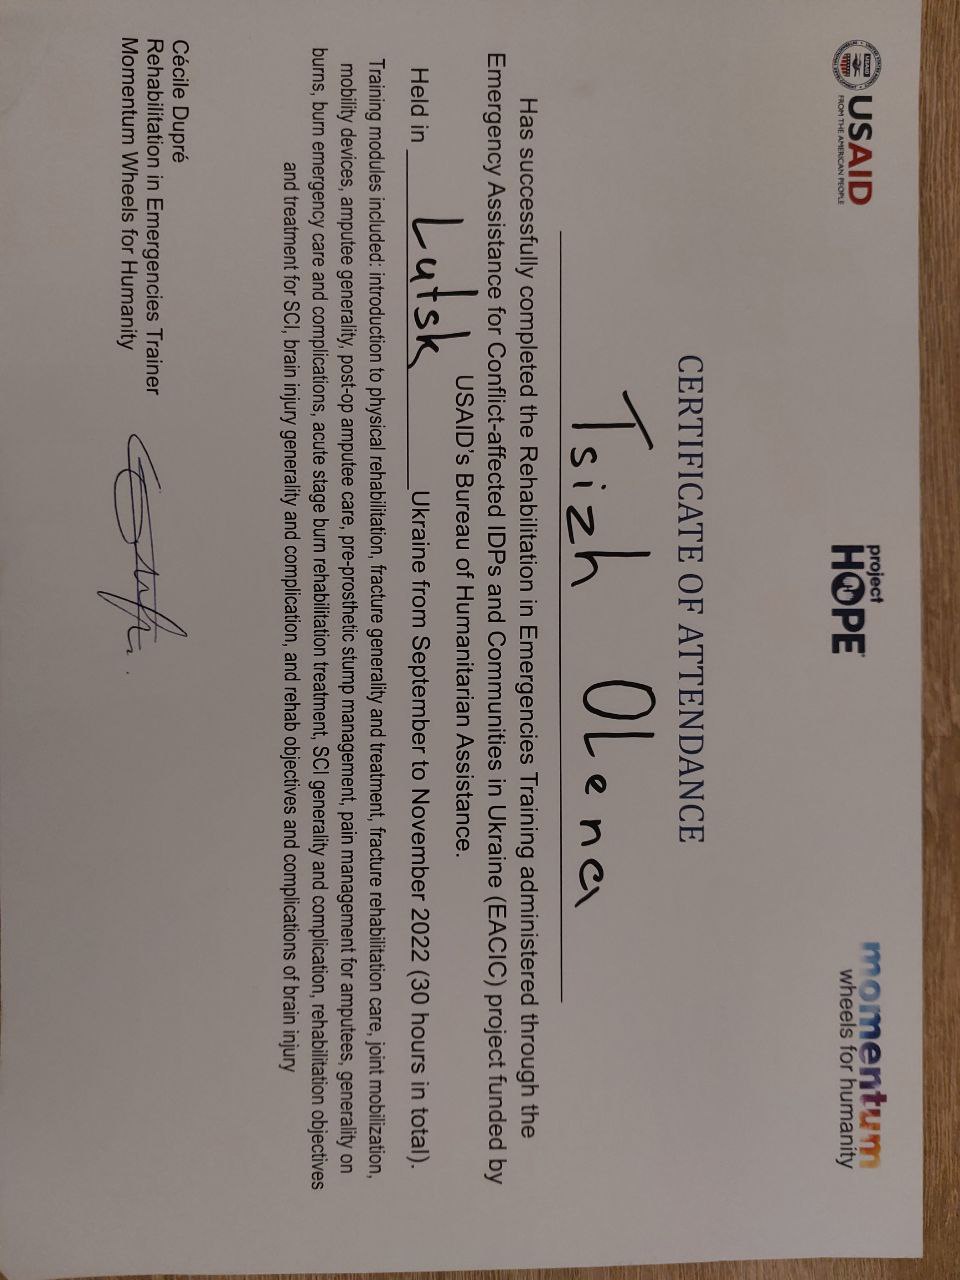 USAID
FROM THE AMERICAN PEOPLE
project
HOPE
momentum
wheels for humanity
CERTIFICATE OF ATTENDANCE
Tsizh OLena
Has successfully completed the Rehabilitation in Emergencies Training administered through the
Emergency Assistance for Conflict-affected IDPs and Communities in Ukraine (EACIC) project funded by
USAID's Bureau of Humanitarian Assistance.
Held in Lutsk Ukraine from September to November 2022 (30 hours in total).
Training modules included: introduction to physical rehabilitation, fracture generality and treatment, fracture rehabilitation care, joint mobilization,
mobility devices, amputee generality, post-op amputee care, pre-prosthetic stump management, pain management for amputees, generality on
burns, burn emergency care and complications, acute stage burn rehabilitation treatment, SCI generality and complication, rehabilitation objectives
and treatment for SCI, brain injury generality and complication, and rehab objectives and complications of brain injury
Cécile Dupré
Rehabilitation in Emergencies Trainer
Momentum Wheels for Humanity